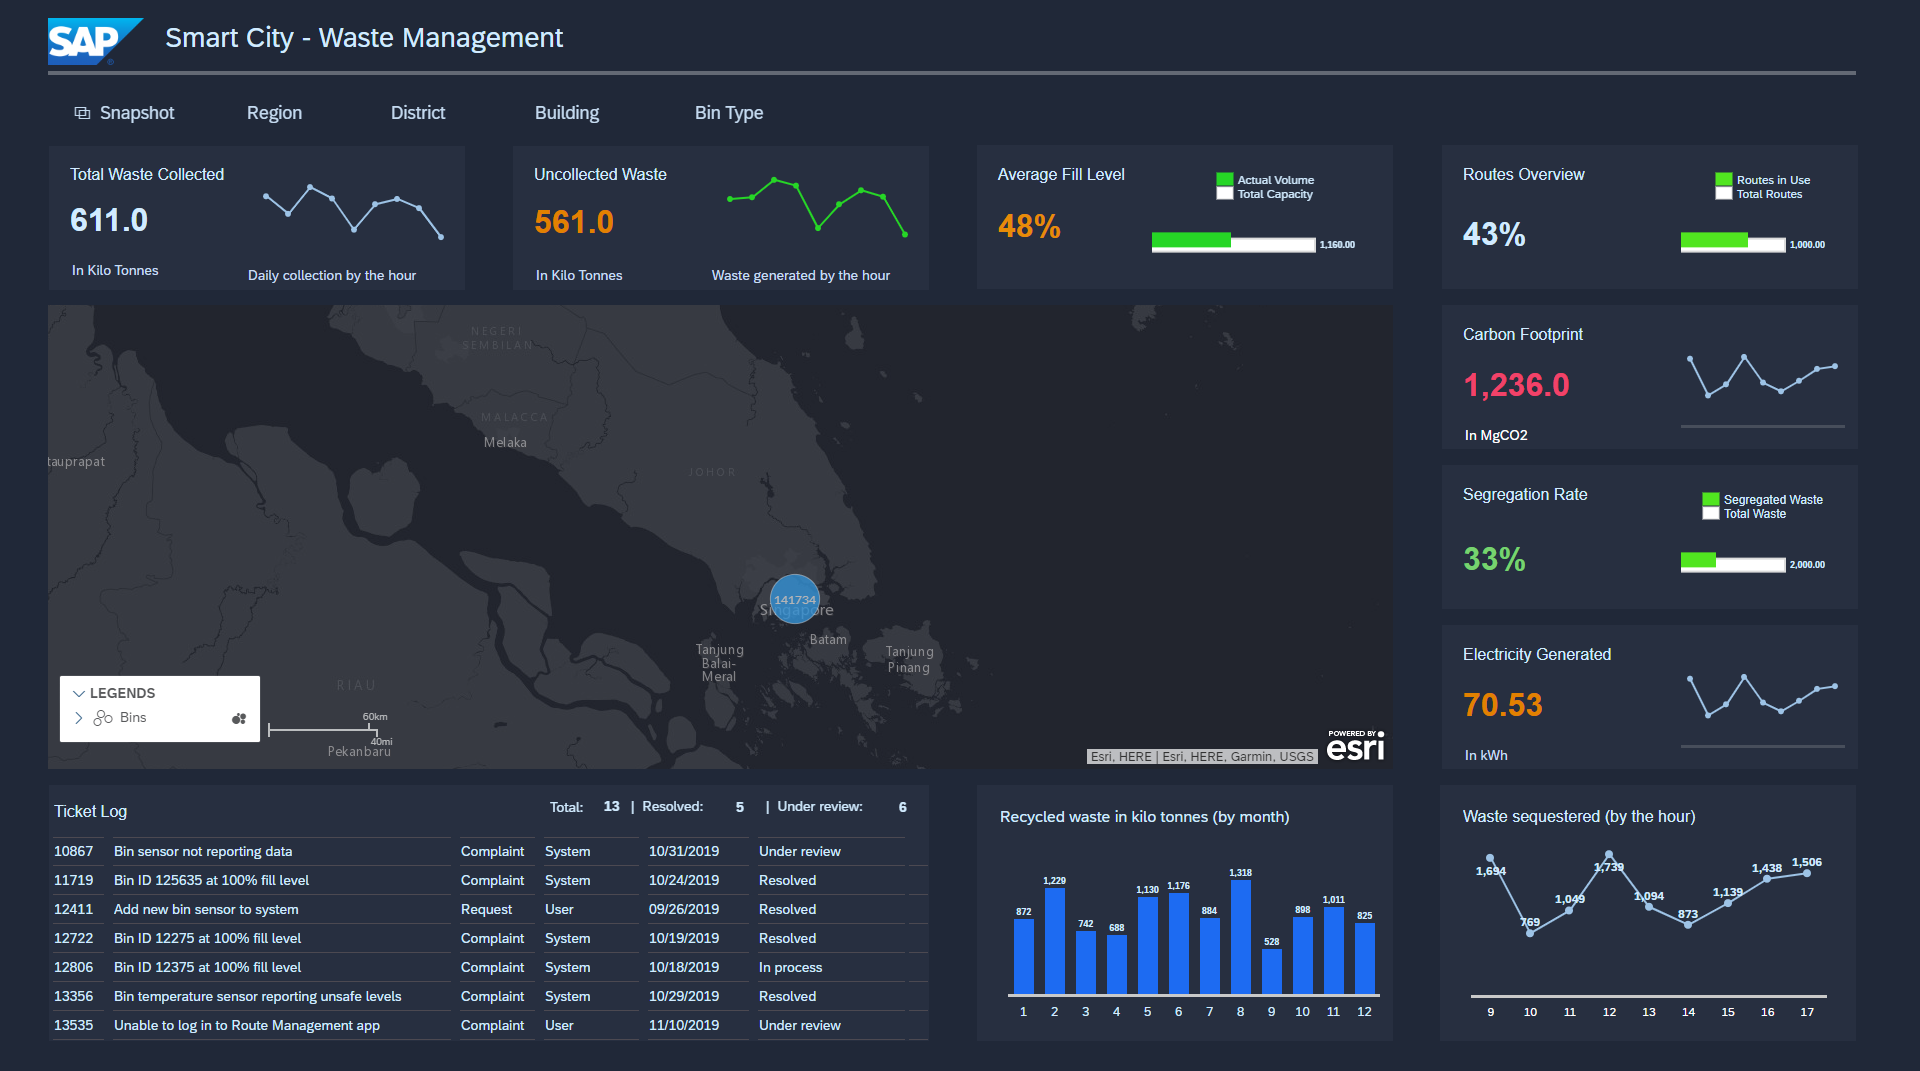 SAP
Smart City - Waste Management
Snapshot Region District Building Bin Type
Total Waste Collected
611.0
In Kilo Tonnes
Daily collection by the hour
Uncollected Waste
561.0
In Kilo Tonnes
Waste generated by the hour
Average Fill Level
Actual Volume
Total Capacity
48%
1,160.00
Routes Overview
Routes in Use
Total Routes
43%
1,000.00
NEGERI
SEMBILAN
MALACCA
Melaka
tauprapat
JOHOR
141734
Singapore
Batam
Tanjung
Balai-
Meral
Tanjung
Pinang
RIAU
LEGENDS
Bins
60km
40mi
Pekanbaru
Esri, HERE | Esri, HERE, Garmin, USGS
POWERED BY
esri
Carbon Footprint
1,236.0
In MgCO2
Segregation Rate
Segregated Waste
Total Waste
33%
2,000.00
Electricity Generated
70.53
In kWh
Ticket Log Total: 13 | Resolved: 5 | Under review: 6
10867 Bin sensor not reporting data Complaint System 10/31/2019 Under review
11719 Bin ID 125635 at 100% fill level Complaint System 10/24/2019 Resolved
12411 Add new bin sensor to system Request User 09/26/2019 Resolved
12722 Bin ID 12275 at 100% fill level Complaint System 10/19/2019 Resolved
12806 Bin ID 12375 at 100% fill level Complaint System 10/18/2019 In process
13356 Bin temperature sensor reporting unsafe levels Complaint System 10/29/2019 Resolved
13535 Unable to log in to Route Management app Complaint User 11/10/2019 Under review
Recycled waste in kilo tonnes (by month)
872 1,229 742 688 1,130 1,176 884 1,318 528 898 1,011 825
1 2 3 4 5 6 7 8 9 10 11 12
Waste sequestered (by the hour)
1,694 769 1,049 1,739 1,094 873 1,139 1,438 1,506
9 10 11 12 13 14 15 16 17